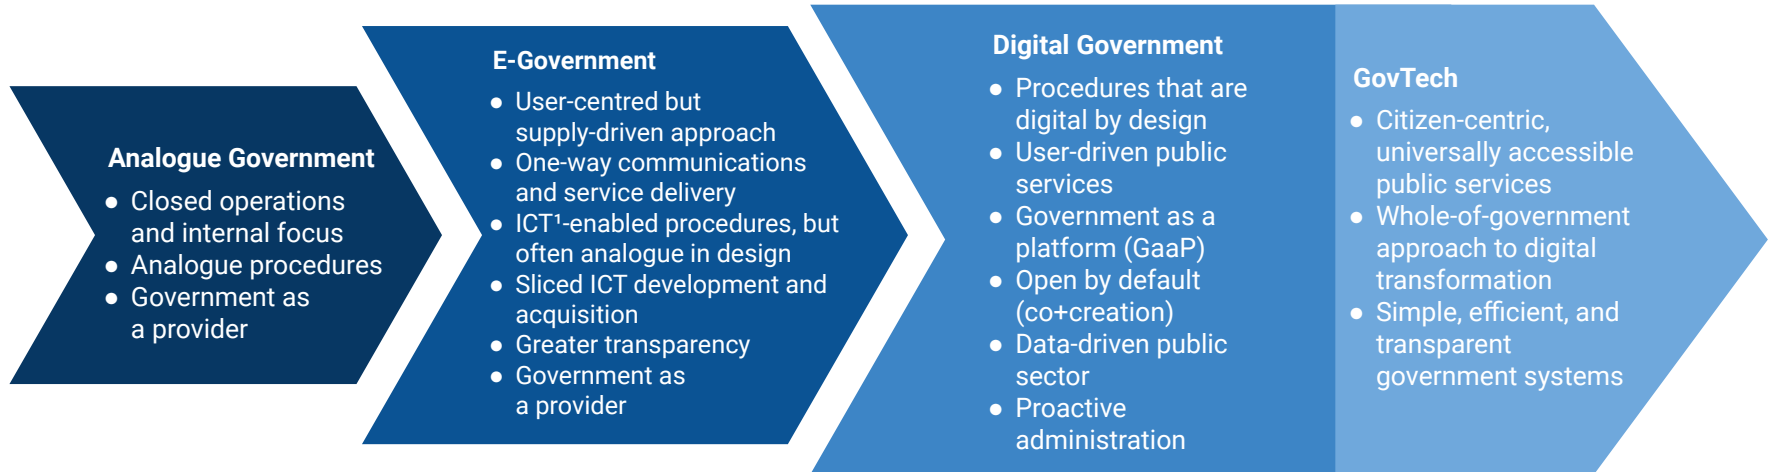 Analogue Government
● Closed operations
and internal focus
● Analogue procedures
● Government as
a provider
E-Government
● User-centred but
supply-driven approach
● One-way communications
and service delivery
● ICT¹-enabled procedures, but
often analogue in design
● Sliced ICT development and
acquisition
● Greater transparency
● Government as
a provider
Digital Government
● Procedures that are
digital by design
● User-driven public
services
● Government as a
platform (GaaP)
● Open by default
(co+creation)
● Data-driven public
sector
● Proactive
administration
GovTech
● Citizen-centric,
universally accessible
public services
● Whole-of-government
approach to digital
transformation
● Simple, efficient, and
transparent
government systems